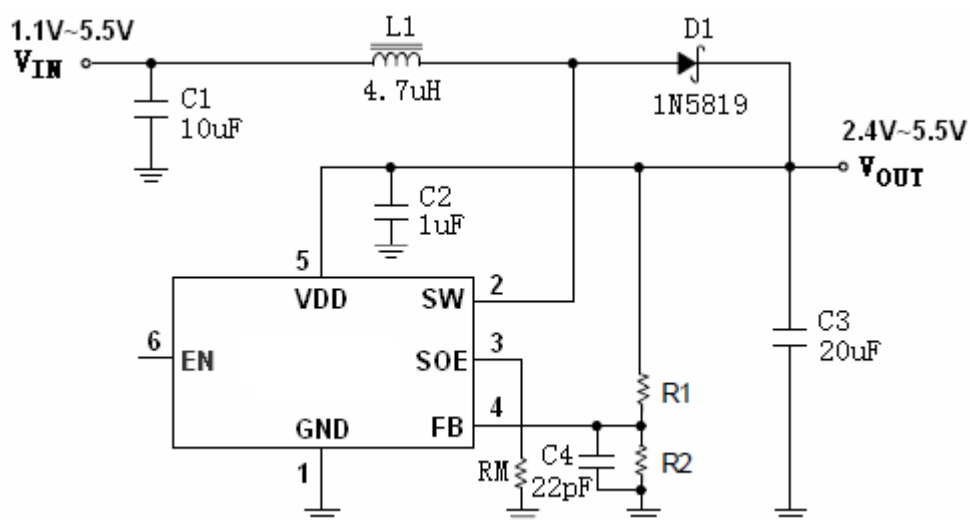 1.1V~5.5V
VIN
L1
4.7uH
D1
1N5819
C1
10uF
2.4V~5.5V
VOUT
C2
1uF
5
VDD
SW
2
6
EN
SOE
3
C3
20uF
R1
4
GND
FB
1
RM
C4
22pF
R2